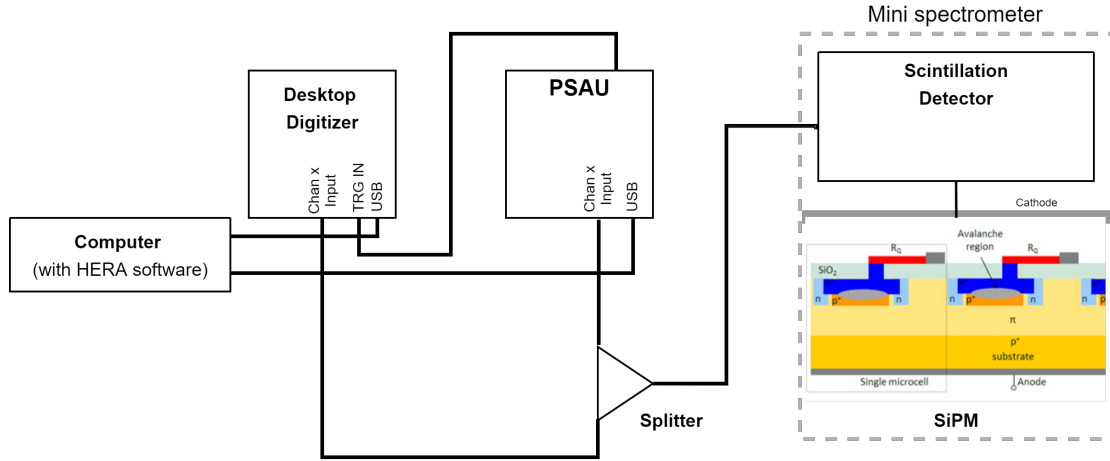 Mini spectrometer
Desktop
Digitizer
Chan x
Input
TRG IN
USB
PSAU
Chan x
Input
USB
Scintillation
Detector
Computer
(with HERA software)
Splitter
Cathode
Avalanche
region
RQ
RQ
SiO2
n
p+
n
n
p+
n
n
p
π
p+
substrate
Single microcell
Anode
SiPM